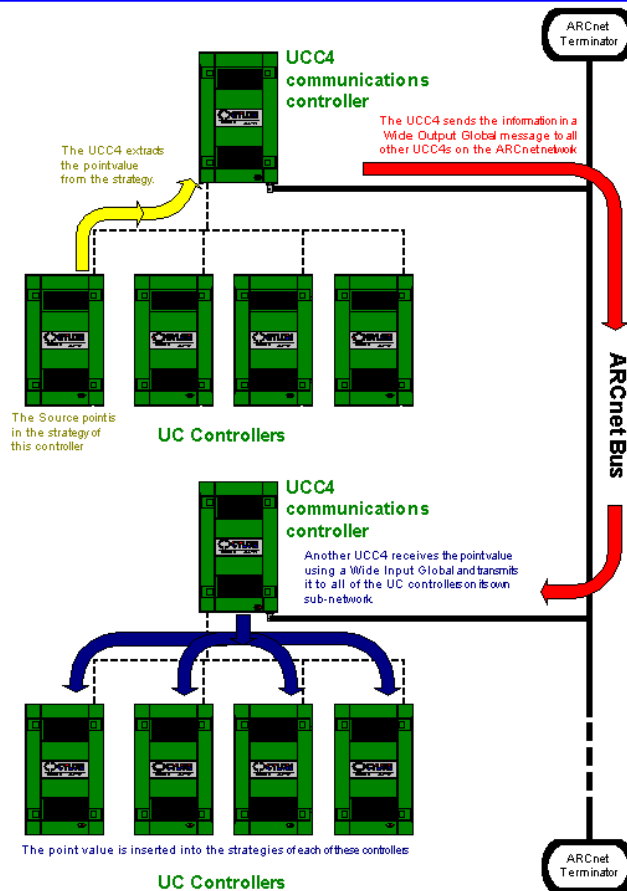 ARCnet
Terminator
UCC4
communications
controller
The UCC4 sends the information in a
Wide Output Global message to all
other UCC4s on the ARCnet network
The UCC4 extracts
the point value
from the strategy.
The Source point is
in the strategy of
this controller
UC Controllers
ARCnet Bus
UCC4
communications
controller
Another UCC4 receives the point value
using a Wide Input Global and transmits
it to all of the UC controllers on its own
sub-network
The point value is inserted into the strategies of each of these controllers
UC Controllers
ARCnet
Terminator